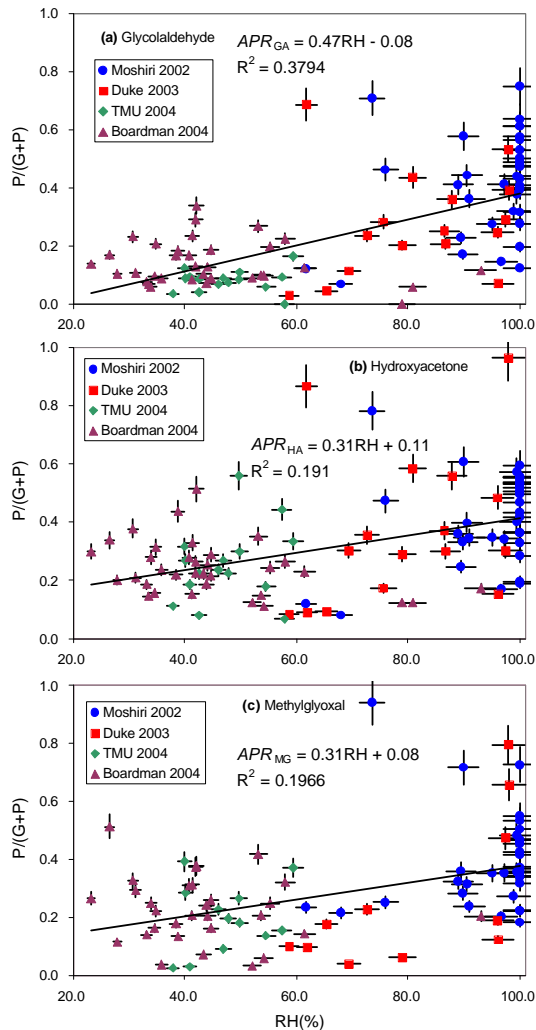 1.0
0.8
0.6
0.4
0.2
0.0
P/(G+P)
(a) Glycolaldehyde
APR_GA = 0.47RH - 0.08
R² = 0.3794
Moshiri 2002
Duke 2003
TMU 2004
Boardman 2004
20.0 40.0 60.0 80.0 100.0
1.0
0.8
0.6
0.4
0.2
0.0
P/(G+P)
(b) Hydroxyacetone
Moshiri 2002
Duke 2003
TMU 2004
Boardman 2004
APR_HA = 0.31RH + 0.11
R² = 0.191
20.0 40.0 60.0 80.0 100.0
1.0
0.8
0.6
0.4
0.2
0.0
P/(G+P)
(c) Methylglyoxal
Moshiri 2002
Duke 2003
TMU 2004
Boardman 2004
APR_MG = 0.31RH + 0.08
R² = 0.1966
20.0 40.0 60.0 80.0 100.0
RH(%)